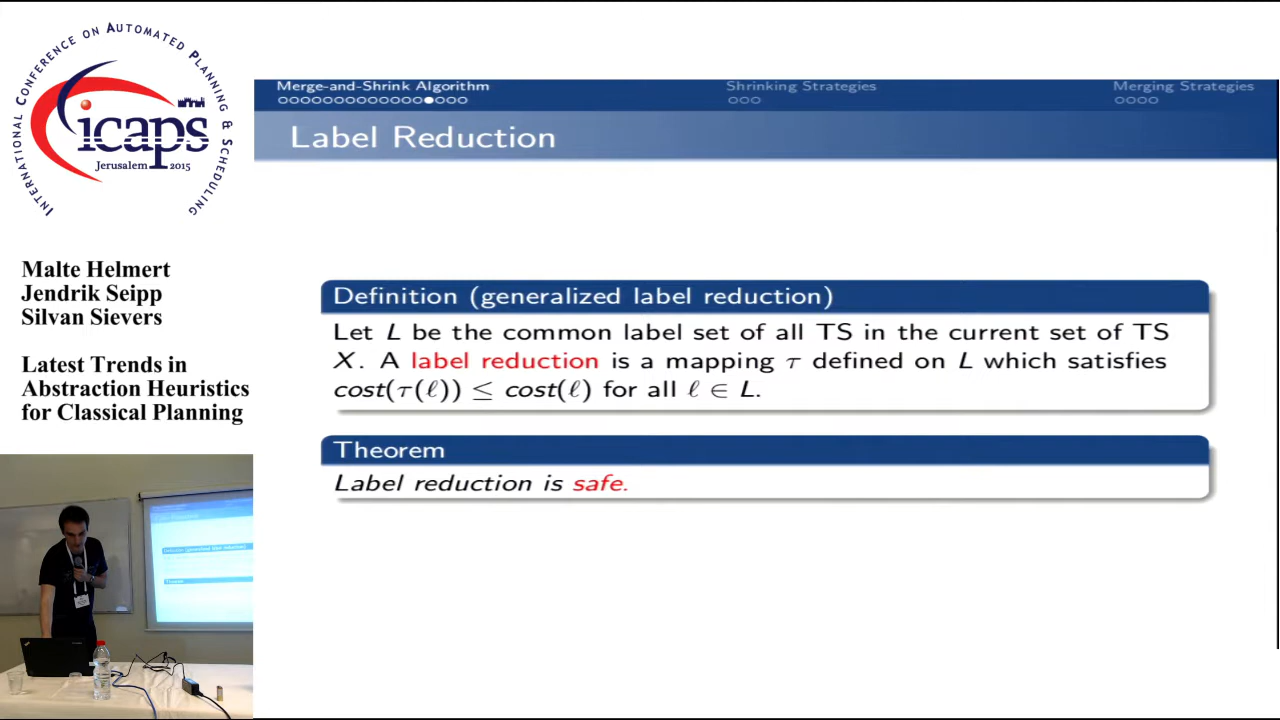 INTERNATIONAL CONFERENCE ON AUTOMATED PLANNING & SCHEDULING
icaps
Jerusalem 2015
Malte Helmert
Jendrik Seipp
Silvan Sievers
Latest Trends in
Abstraction Heuristics
for Classical Planning
Merge-and-Shrink Algorithm
Shrinking Strategies
Merging Strategies
Label Reduction
Definition (generalized label reduction)
Let L be the common label set of all TS in the current set of TS
X. A label reduction is a mapping τ defined on L which satisfies
cost(τ(ℓ)) ≤ cost(ℓ) for all ℓ ∈ L.
Theorem
Label reduction is safe.